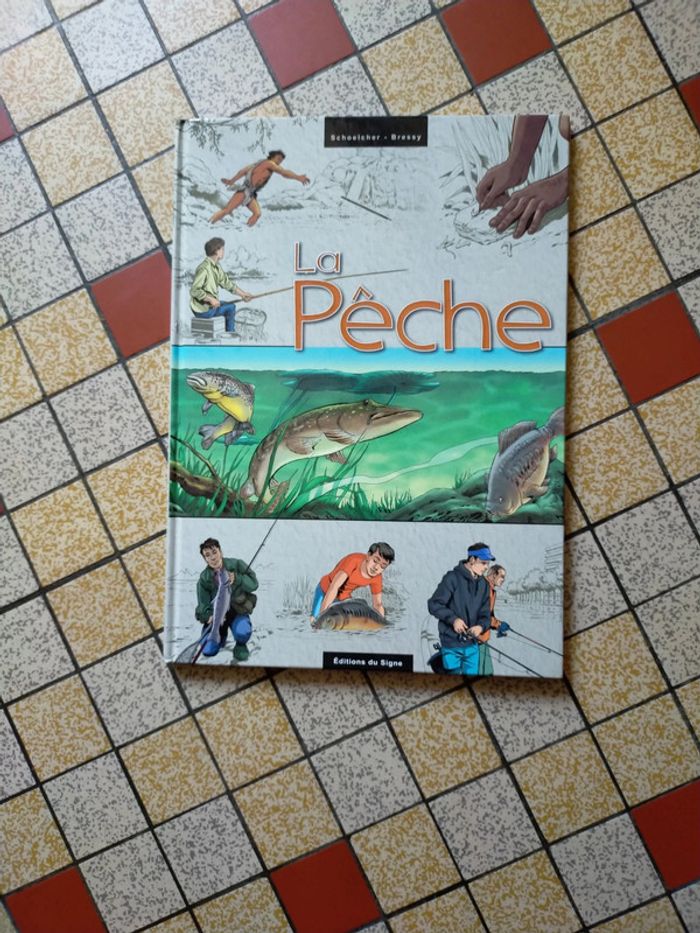 Schoelcher - Bressy
La
Pêche
Éditions du Signe